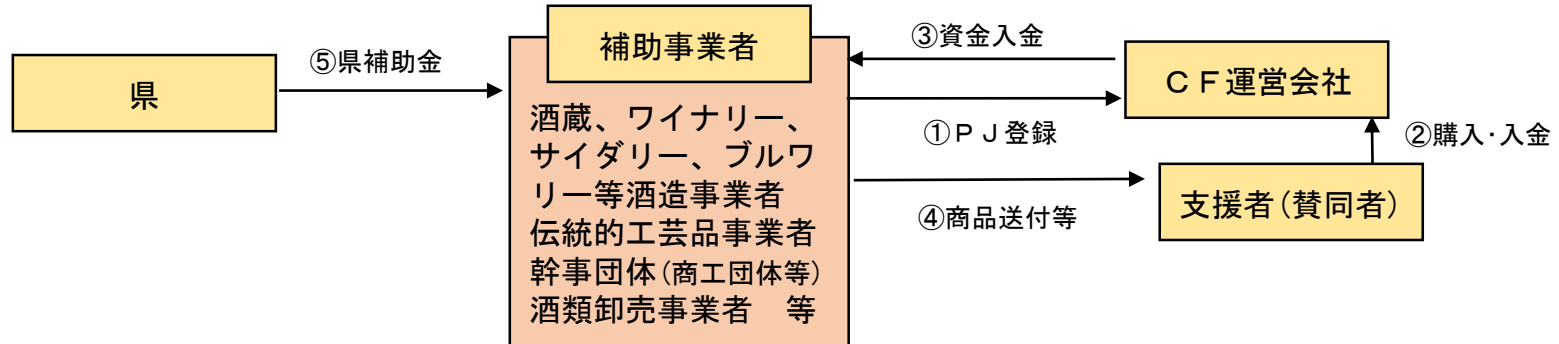 県
⑤県補助金
補助事業者
酒蔵、ワイナリー、
サイダリー、ブルワ
リー等酒造事業者
伝統的工芸品事業者
幹事団体（商工団体等）
酒類卸売事業者　等
③資金入金
①ＰＪ登録
④商品送付等
ＣＦ運営会社
②購入・入金
支援者（賛同者）